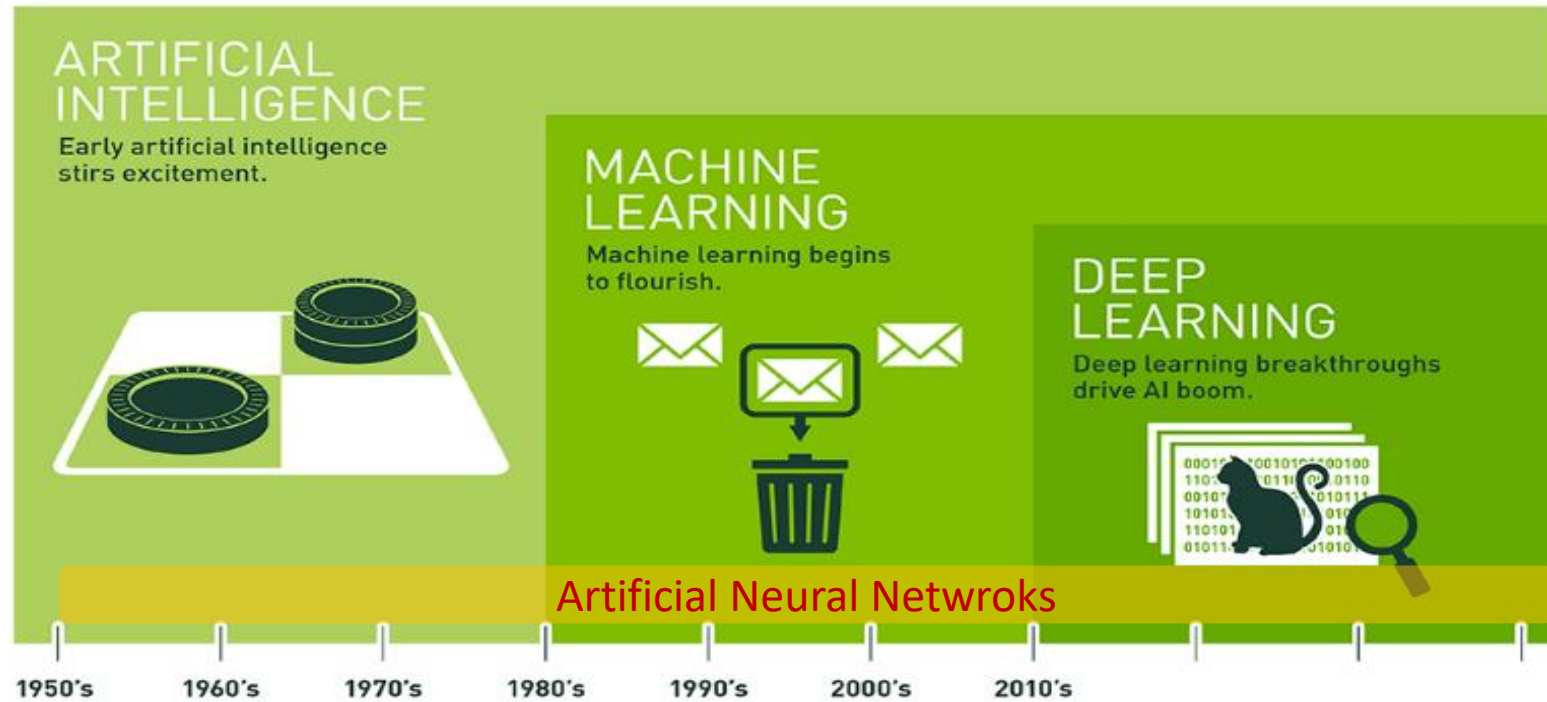 ARTIFICIAL
INTELLIGENCE
Early artificial intelligence
stirs excitement.
MACHINE
LEARNING
Machine learning begins
to flourish.
DEEP
LEARNING
Deep learning breakthroughs
drive AI boom.
Artificial Neural Netwroks
1950's 1960's 1970's 1980's 1990's 2000's 2010's